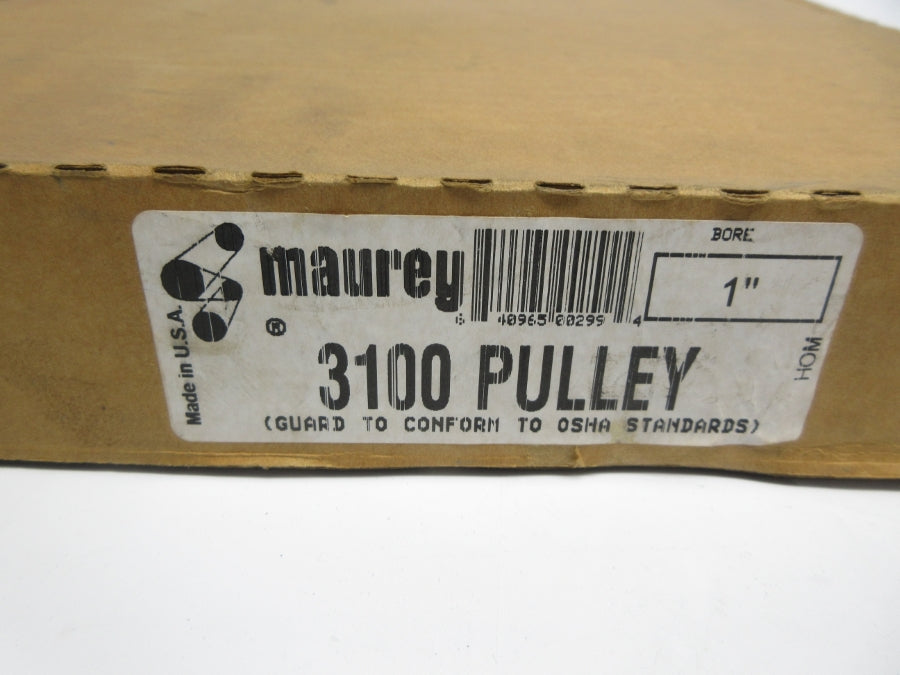 maurey
®
6 40965 00299 4
BORE
1"
HOM
Made in U.S.A.
3100 PULLEY
(GUARD TO CONFORM TO OSHA STANDARDS)